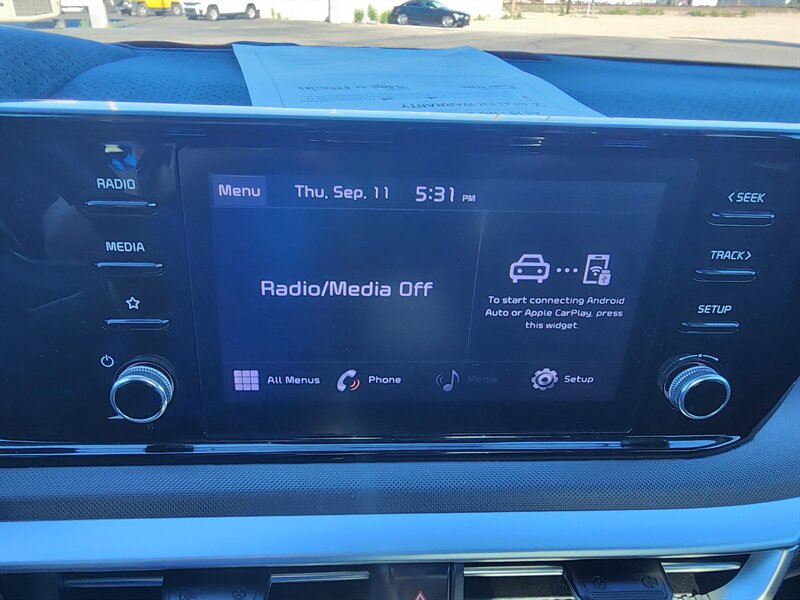 RADIO
MEDIA
Menu
Thu, Sep. 11
5:31 PM
Radio/Media Off
To start connecting Android
Auto or Apple CarPlay, press
this widget.
All Menus
Phone
Media
Setup
< SEEK
TRACK >
SETUP